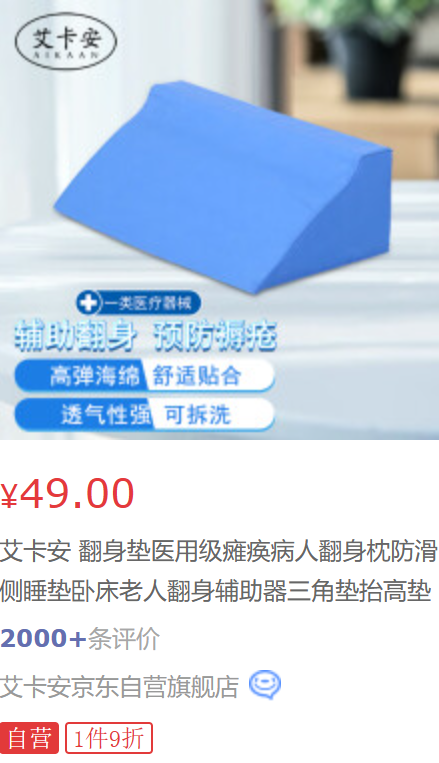 艾卡安
AIKAAN
一类医疗器械
辅助翻身 预防褥疮
高弹海绵 舒适贴合
透气性强 可拆洗
¥49.00
艾卡安 翻身垫医用级瘫痪病人翻身枕防滑
侧睡垫卧床老人翻身辅助器三角垫抬高垫
2000+条评价
艾卡安京东自营旗舰店
自营 1件9折